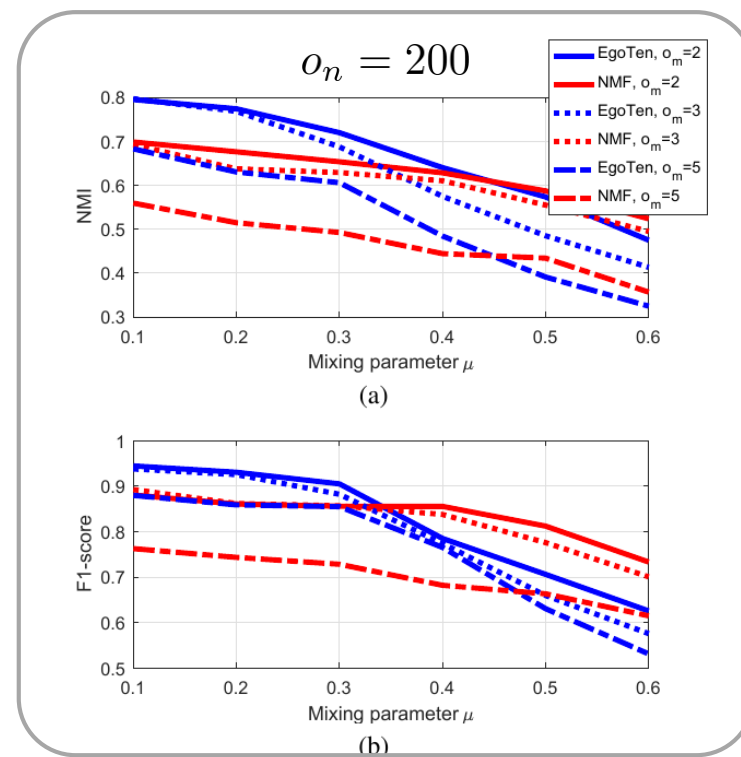 o_n = 200
EgoTen, o_m=2
NMF, o_m=2
EgoTen, o_m=3
NMF, o_m=3
EgoTen, o_m=5
NMF, o_m=5
0.8
0.7
0.6
0.5
0.4
0.3
NMI
0.1 0.2 0.3 0.4 0.5 0.6
Mixing parameter μ
(a)
1
0.9
0.8
0.7
0.6
0.5
F1-score
0.1 0.2 0.3 0.4 0.5 0.6
Mixing parameter μ
(b)